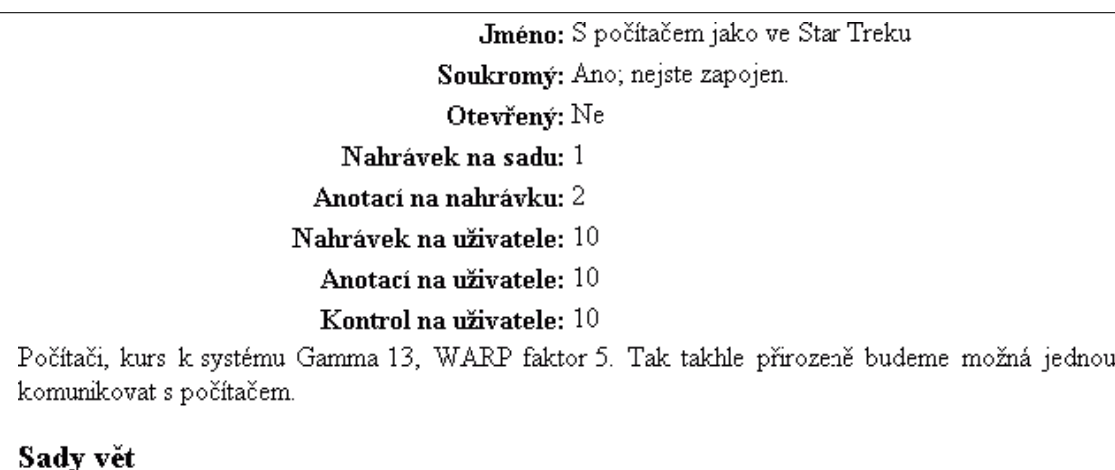 Jméno: S počítačem jako ve Star Treku
Soukromý: Ano; nejste zapojen.
Otevřený: Ne
Nahrávek na sadu: 1
Anotací na nahrávku: 2
Nahrávek na uživatele: 10
Anotací na uživatele: 10
Kontrol na uživatele: 10
Počítači, kurs k systému Gamma 13, WARP faktor 5. Tak takhle přirozeně budeme možná jednou
komunikovat s počítačem.
Sady vět